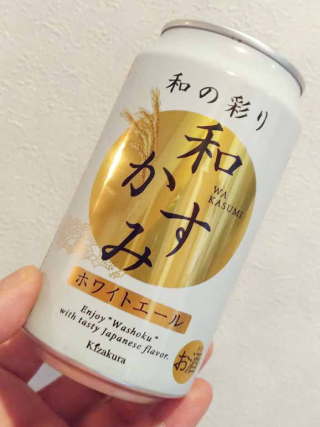 和の彩り
和かすみ
WA
KASUMI
ホワイトエール
Enjoy "Washoku"
with tasty Japanese flavor.
Kizakura
お酒